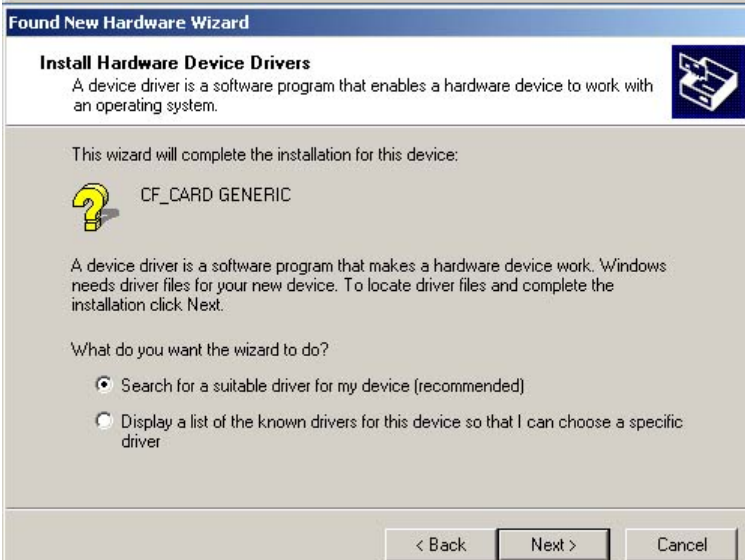 Found New Hardware Wizard
Install Hardware Device Drivers
A device driver is a software program that enables a hardware device to work with
an operating system.
This wizard will complete the installation for this device:
CF_CARD GENERIC
A device driver is a software program that makes a hardware device work. Windows
needs driver files for your new device. To locate driver files and complete the
installation click Next.
What do you want the wizard to do?
Search for a suitable driver for my device (recommended)
Display a list of the known drivers for this device so that I can choose a specific
driver
< Back
Next >
Cancel